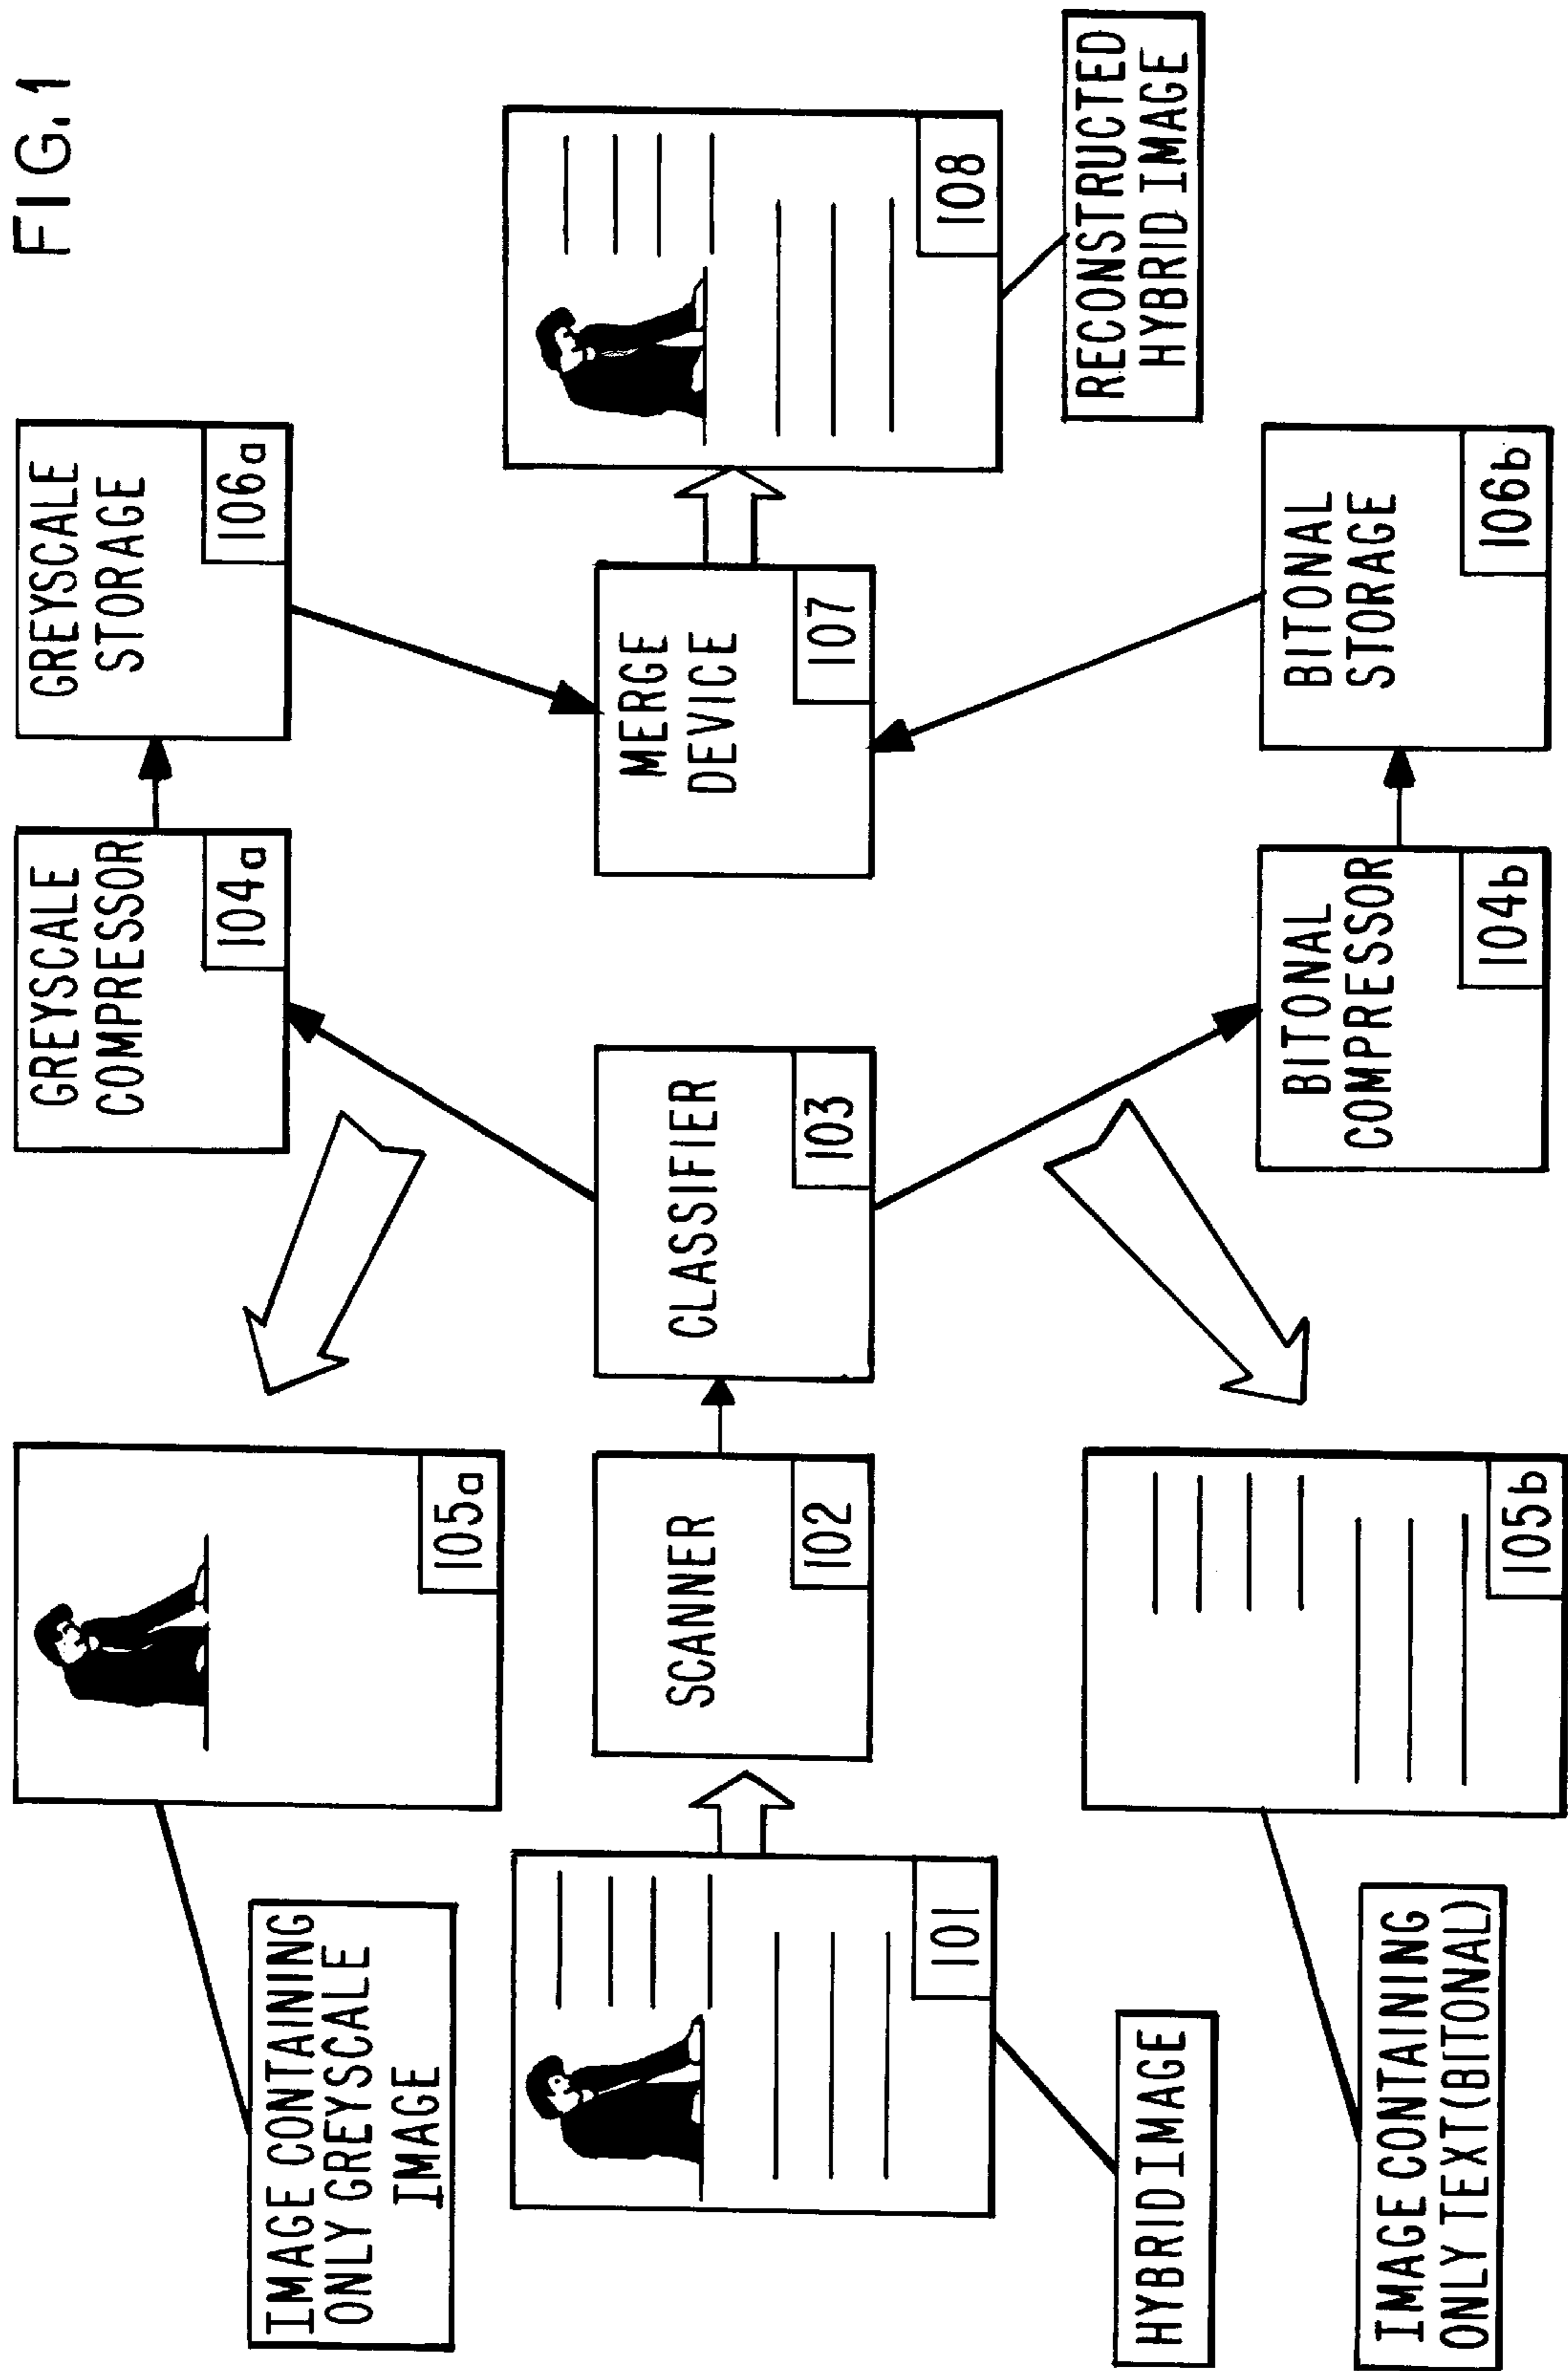 FIG.1
IMAGE CONTAINING
ONLY GREYSCALE
IMAGE
105a
GREYSCALE
COMPRESSOR
104a
GREYSCALE
STORAGE
106a
101
HYBRID IMAGE
SCANNER
102
CLASSIFIER
103
MERGE
DEVICE
107
108
RECONSTRUCTED
HYBRID IMAGE
IMAGE CONTAINING
ONLY TEXT(BITONAL)
105b
BITONAL
COMPRESSOR
104b
BITONAL
STORAGE
106b